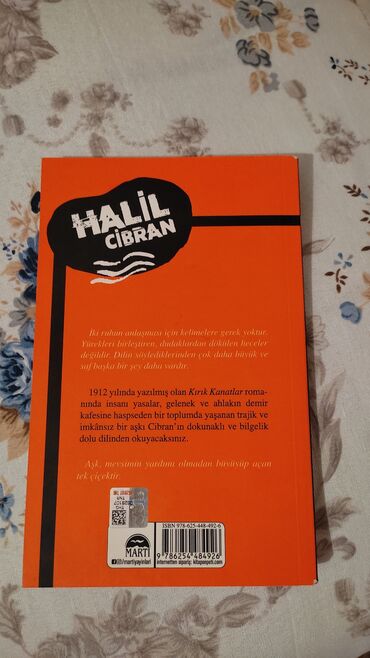 HALİL
CİBRAN
İki ruhun anlaşması için kelimelere gerek yoktur.
Yürekleri birleştiren, dudaklardan dökülen heceler
değildir. Dilin söylediklerinden çok daha büyük ve
saf başka bir şey daha vardır.
1912 yılında yazılmış olan Kırık Kanatlar roma-
nında insanı yasalar, gelenek ve ahlakın demir
kafesine hapseden bir toplumda yaşanan trajik ve
imkânsız bir aşkı Cibran'ın dokunaklı ve bilgelik
dolu dilinden okuyacaksınız.
Aşk, mevsimin yardımı olmadan büyüyüp açan
tek çiçektir.
ISBN 978-625-448-492-6
9 786254 484926
MARTI
/martiyayinlari
internetten sipariş: kitapenpeti.com